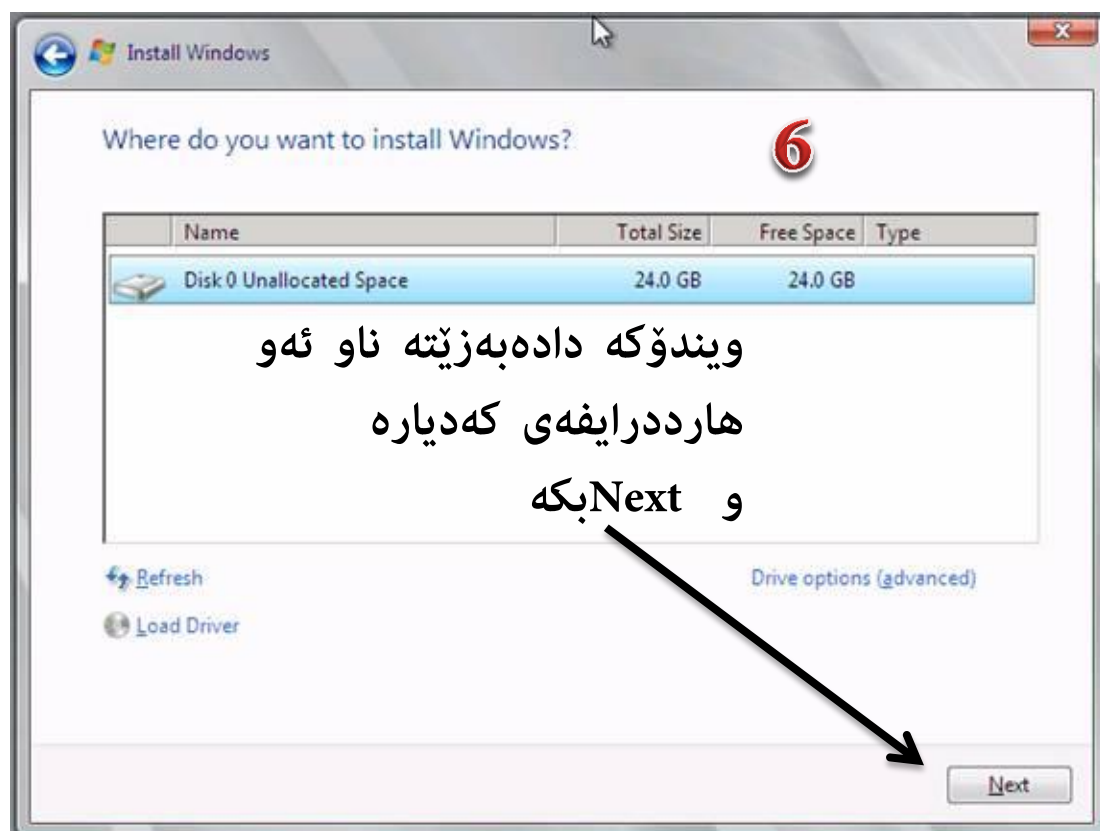 Install Windows
Where do you want to install Windows?
6
Name Total Size Free Space Type
Disk 0 Unallocated Space 24.0 GB 24.0 GB
ویندۆکە دادەبەزێتە ناو ئەو
هارددرایفەی کەدیارە
و Nextبکە
Refresh
Drive options (advanced)
Load Driver
Next